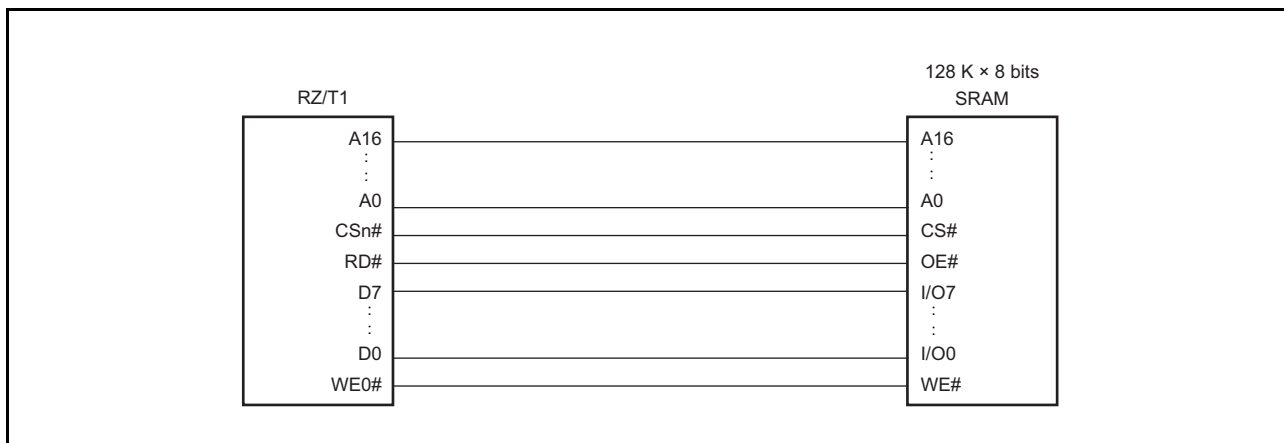 128 K × 8 bits
RZ/T1 SRAM
A16 A16
: :
: :
A0 A0
CSn# CS#
RD# OE#
D7 I/O7
: :
: :
D0 I/O0
WE0# WE#